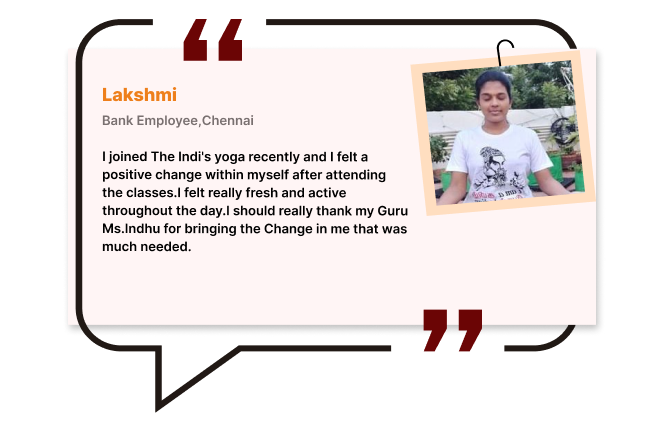 Lakshmi
Bank Employee,Chennai
I joined The Indi's yoga recently and I felt a
positive change within myself after attending
the classes.I felt really fresh and active
throughout the day.I should really thank my Guru
Ms.Indhu for bringing the Change in me that was
much needed.